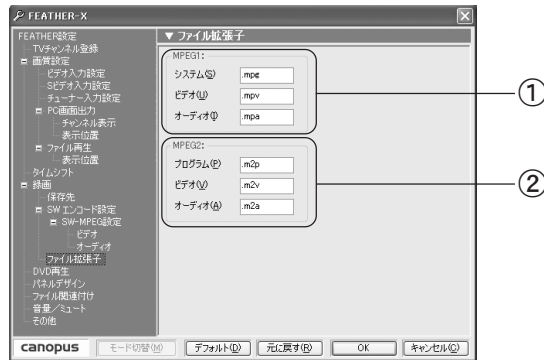 FEATHER-X
FEATHER設定
TVチャンネル登録
画質設定
ビデオ入力設定
Sビデオ入力設定
チューナー入力設定
PC画面出力
チャンネル表示
表示位置
ファイル再生
表示位置
タイムシフト
録画
保存先
SWエンコード設定
SW-MPEG設定
ビデオ
オーディオ
ファイル拡張子
DVD再生
パネルデザイン
ファイル関連付け
音量／ミュート
その他
▼ ファイル拡張子
MPEG1:
システム(S) .mpg
ビデオ(U) .mpv
オーディオ(I) .mpa
①
MPEG2:
プログラム(P) .m2p
ビデオ(V) .m2v
オーディオ(A) .m2a
②
canopus モード切替(M) デフォルト(D) 元に戻す(R) OK キャンセル(C)